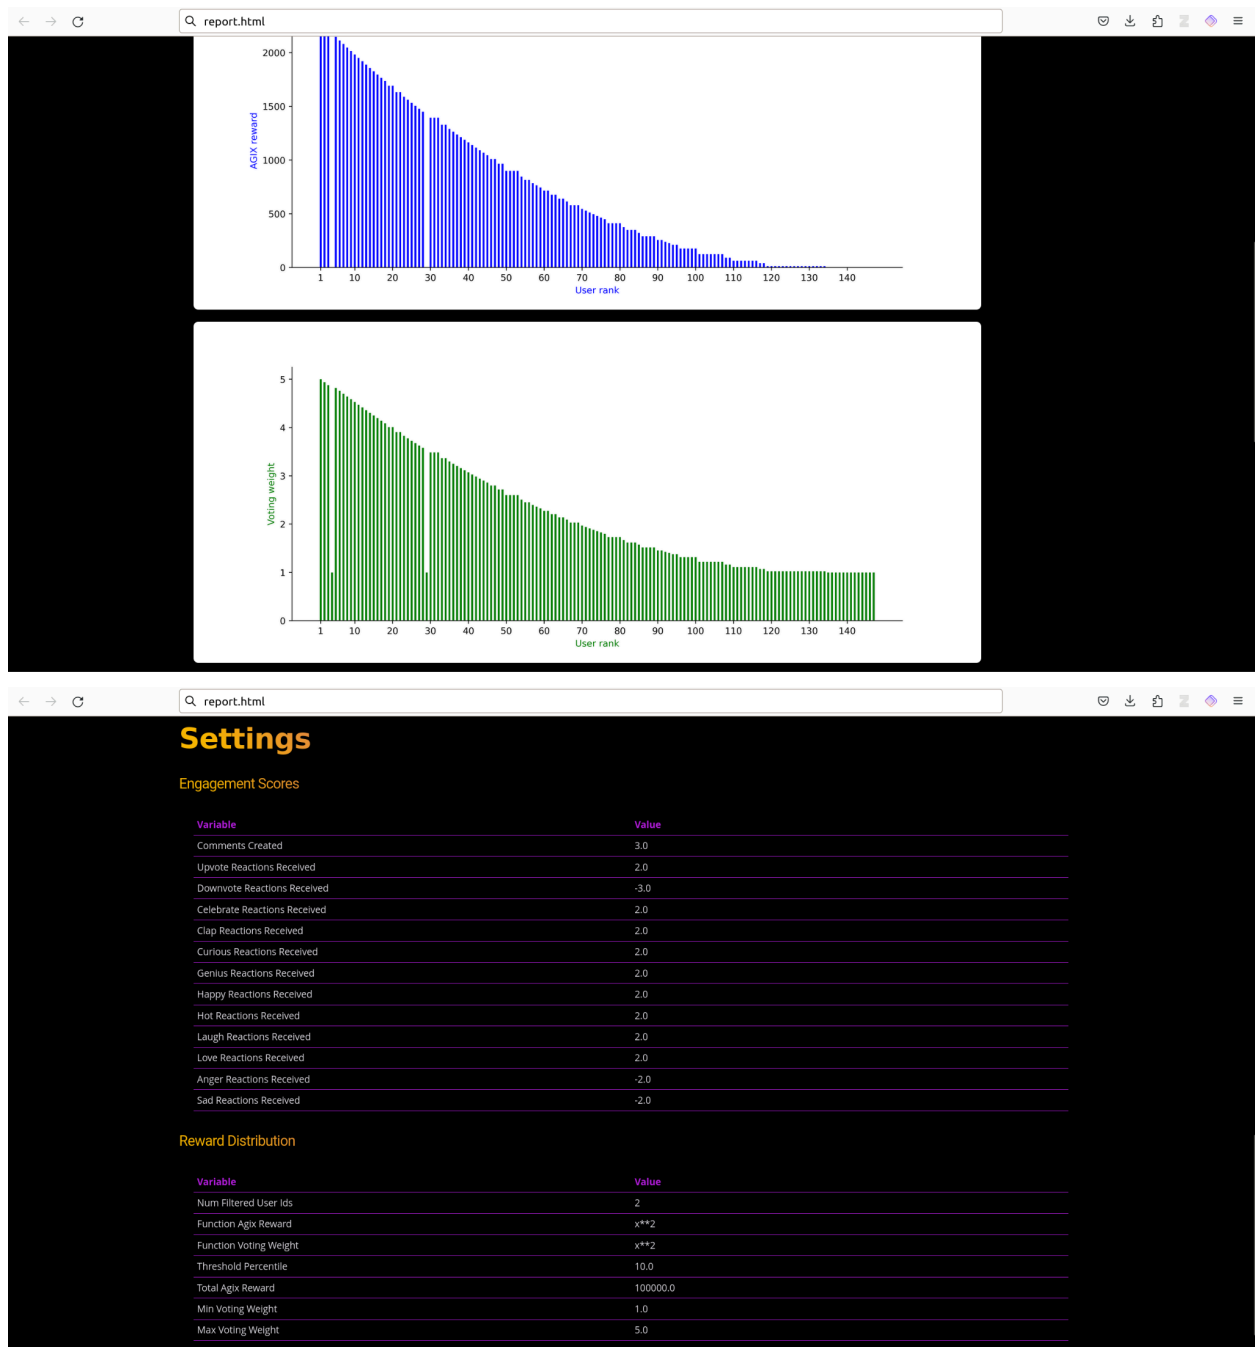 report.html
2000
1500
1000
500
0
AGIX reward
1 10 20 30 40 50 60 70 80 90 100 110 120 130 140
User rank
5
4
3
2
1
0
Voting weight
1 10 20 30 40 50 60 70 80 90 100 110 120 130 140
User rank
report.html
Settings
Engagement Scores
Variable Value
Comments Created 3.0
Upvote Reactions Received 2.0
Downvote Reactions Received -3.0
Celebrate Reactions Received 2.0
Clap Reactions Received 2.0
Curious Reactions Received 2.0
Genius Reactions Received 2.0
Happy Reactions Received 2.0
Hot Reactions Received 2.0
Laugh Reactions Received 2.0
Love Reactions Received 2.0
Anger Reactions Received -2.0
Sad Reactions Received -2.0
Reward Distribution
Variable Value
Num Filtered User Ids 2
Function Agix Reward x**2
Function Voting Weight x**2
Threshold Percentile 10.0
Total Agix Reward 100000.0
Min Voting Weight 1.0
Max Voting Weight 5.0